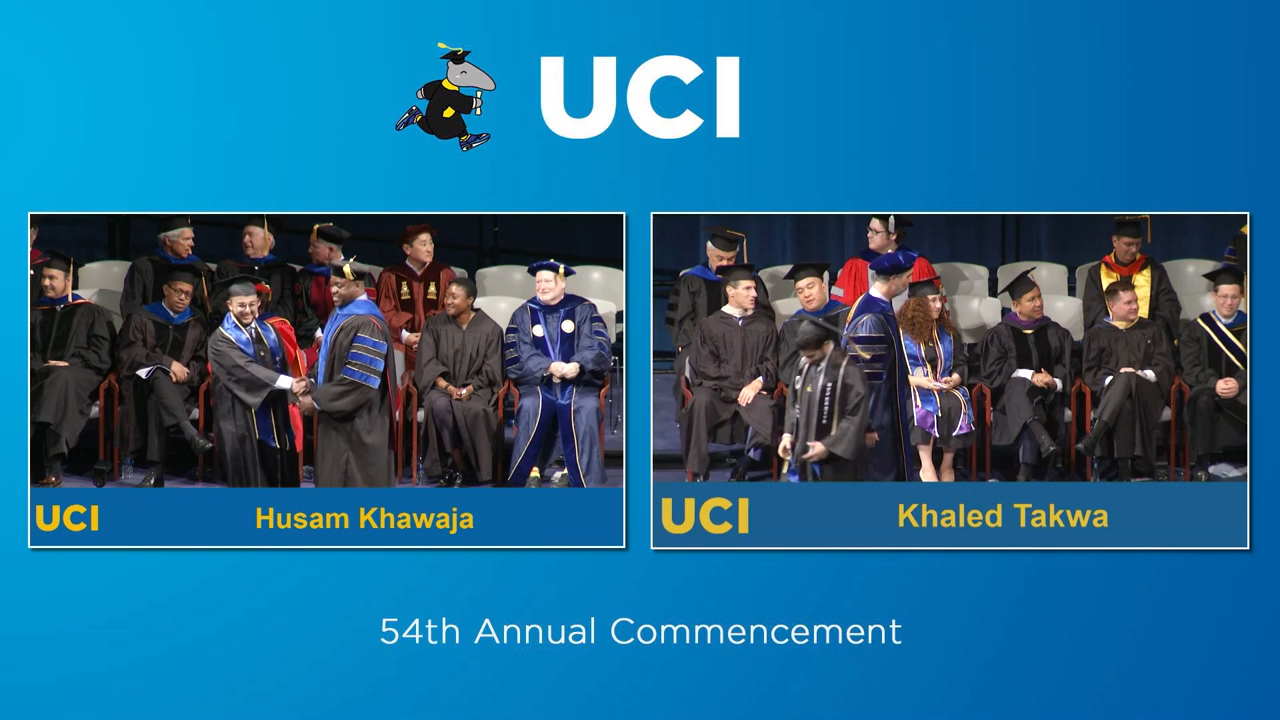 UCI
UCI
Husam Khawaja
UCI
Khaled Takwa
54th Annual Commencement